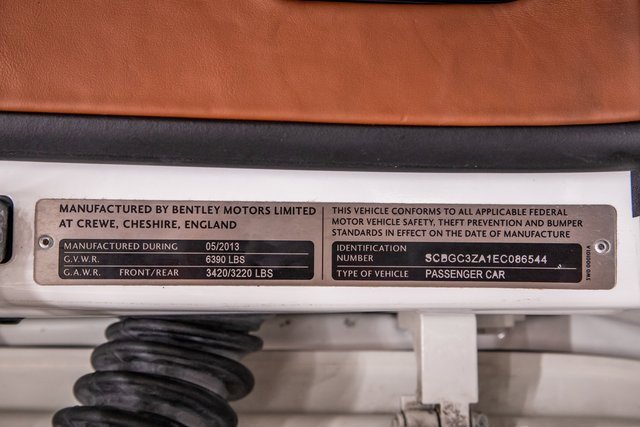 MANUFACTURED BY BENTLEY MOTORS LIMITED
AT CREWE, CHESHIRE, ENGLAND
MANUFACTURED DURING 05/2013
G.V.W.R. 6390 LBS
G.A.W.R. FRONT/REAR 3420/3220 LBS
THIS VEHICLE CONFORMS TO ALL APPLICABLE FEDERAL
MOTOR VEHICLE SAFETY, THEFT PREVENTION AND BUMPER
STANDARDS IN EFFECT ON THE DATE OF MANUFACTURE
IDENTIFICATION
NUMBER SCBGC3ZA1EC086544
TYPE OF VEHICLE PASSENGER CAR